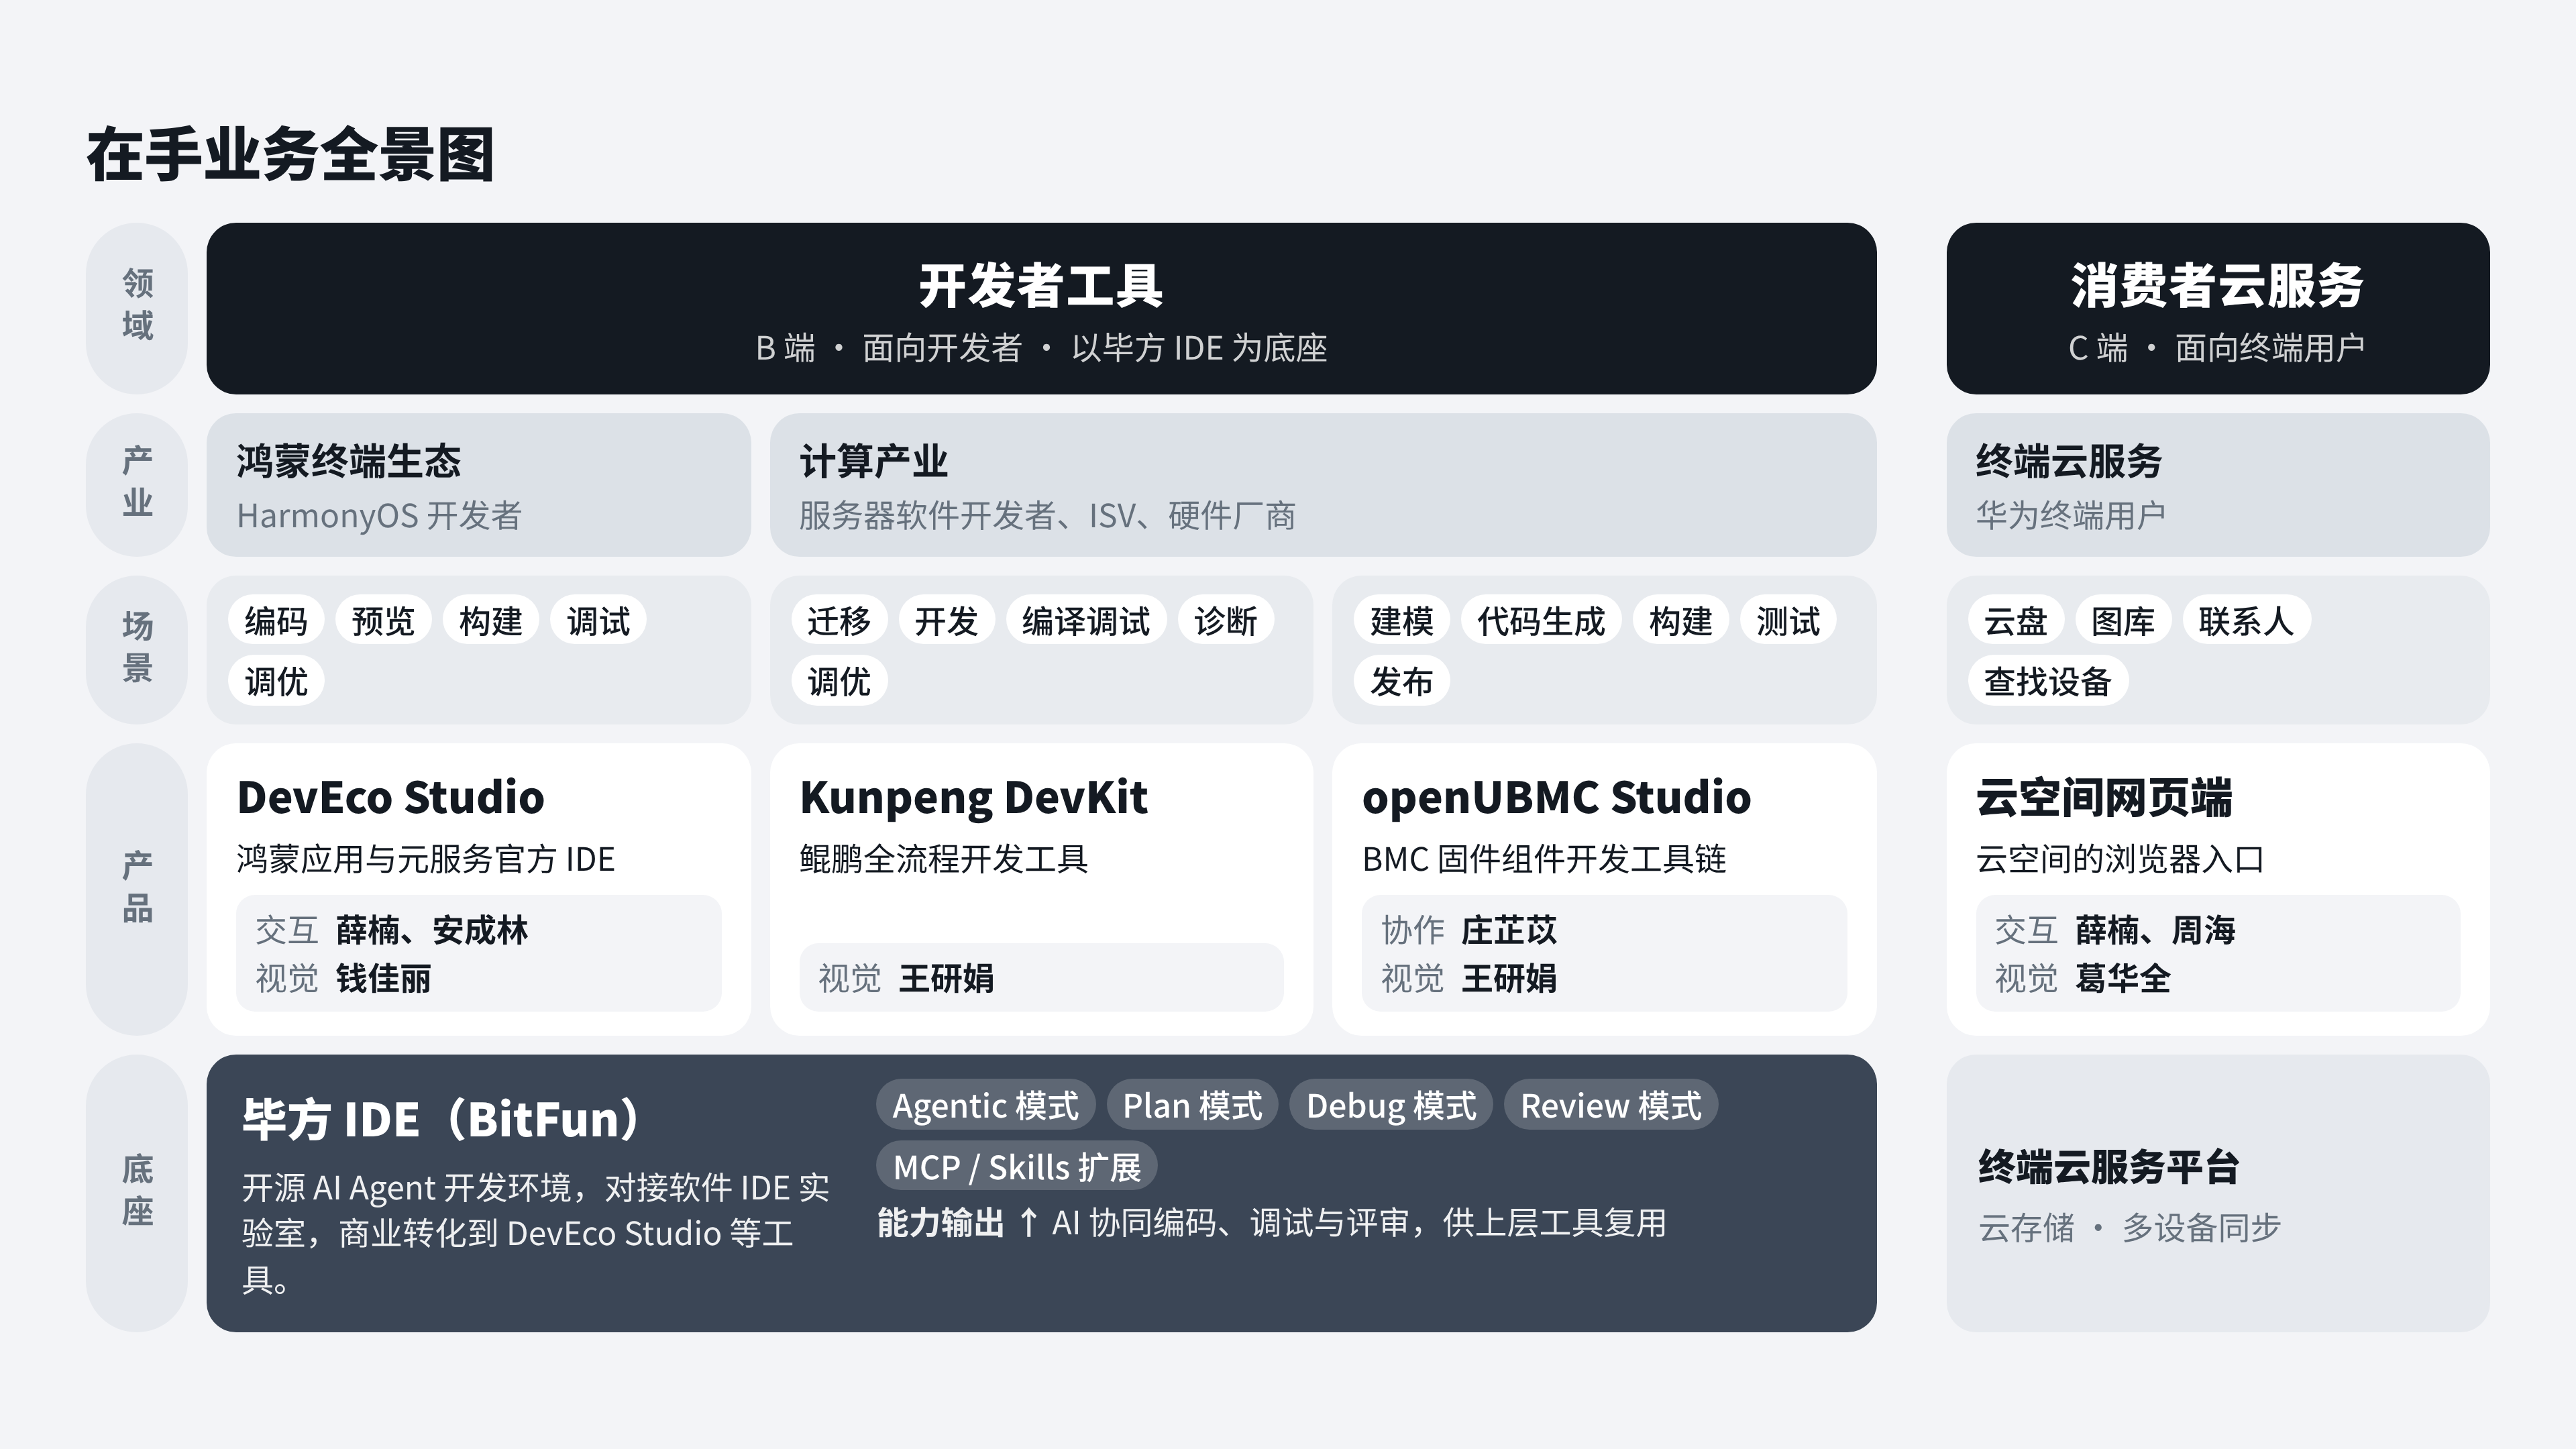 在手业务全景图
领
域
开发者工具
B 端 · 面向开发者 · 以毕方 IDE 为底座
消费者云服务
C 端 · 面向终端用户
产
业
鸿蒙终端生态
HarmonyOS 开发者
计算产业
服务器软件开发者、ISV、硬件厂商
终端云服务
华为终端用户
场
景
编码 预览 构建 调试
调优
迁移 开发 编译调试 诊断
调优
建模 代码生成 构建 测试
发布
云盘 图库 联系人
查找设备
产
品
DevEco Studio
鸿蒙应用与元服务官方 IDE
交互 薛楠、安成林
视觉 钱佳丽
Kunpeng DevKit
鲲鹏全流程开发工具
视觉 王研娟
openUBMC Studio
BMC 固件组件开发工具链
协作 庄芷苡
视觉 王研娟
云空间网页端
云空间的浏览器入口
交互 薛楠、周海
视觉 葛华全
底
座
毕方 IDE（BitFun）
开源 AI Agent 开发环境，对接软件 IDE 实
验室，商业转化到 DevEco Studio 等工
具。
Agentic 模式 Plan 模式 Debug 模式 Review 模式
MCP / Skills 扩展
能力输出 ↑ AI 协同编码、调试与评审，供上层工具复用
终端云服务平台
云存储 · 多设备同步